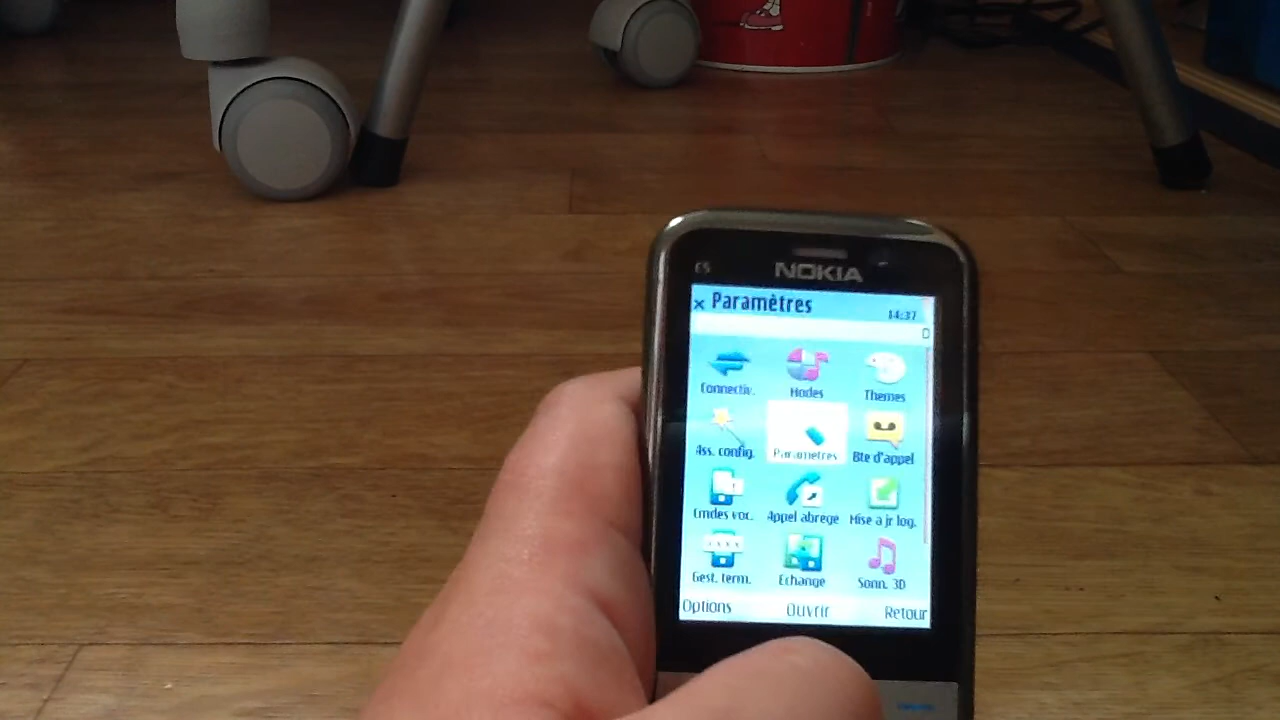 C5
NOKIA
Paramètres
14:37
Connectiv. Modes Thèmes
Ass. config. Paramètres Bte d'appel
Cmdes voc. Appel abrégé Mise à jr log.
Gest. term. Echange Sonn. 3D
Options Ouvrir Retour